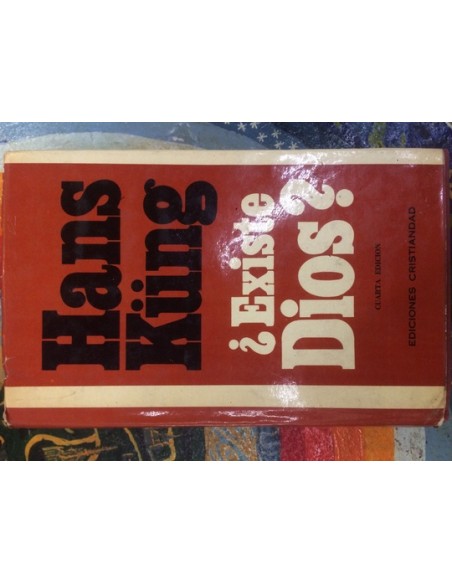 Hans
Küng
¿Existe
Dios?
CUARTA EDICION
EDICIONES CRISTIANDAD